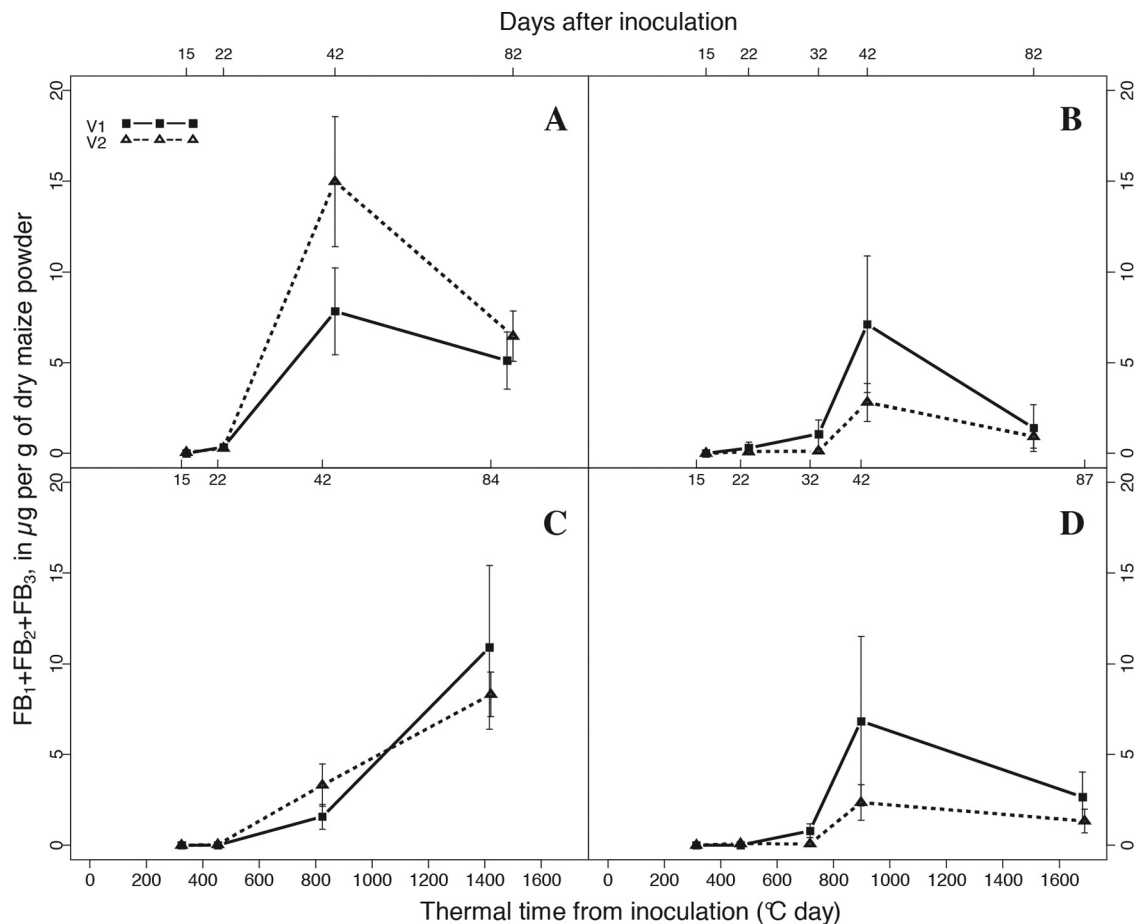 Days after inoculation
15 22 42 82 15 22 32 42 82
20 A B 20
V1
V2
15 15
10 10
5 5
0 0
15 22 42 84 15 22 32 42 87
20 C D 20
15 15
10 10
5 5
0 0
FB₁+FB₂+FB₃, in µg per g of dry maize powder
0 200 400 600 800 1000 1200 1400 1600 0 200 400 600 800 1000 1200 1400 1600
Thermal time from inoculation (°C day)